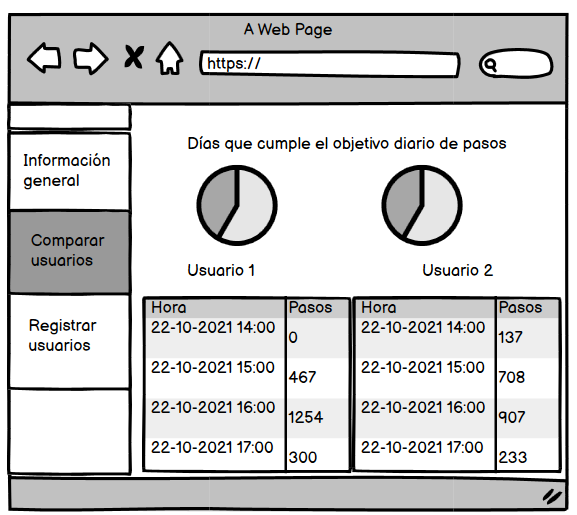 A Web Page
https://
Información
general
Comparar
usuarios
Registrar
usuarios
Días que cumple el objetivo diario de pasos
Usuario 1
Usuario 2
Hora Pasos
22-10-2021 14:00 0
22-10-2021 15:00 467
22-10-2021 16:00 1254
22-10-2021 17:00 300
Hora Pasos
22-10-2021 14:00 137
22-10-2021 15:00 708
22-10-2021 16:00 907
22-10-2021 17:00 233